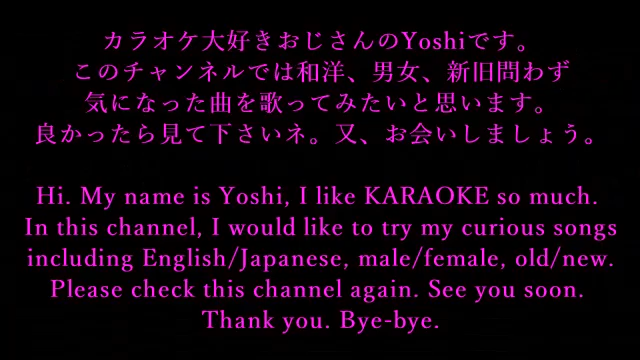 カラオケ大好きおじさんのYoshiです。
このチャンネルでは和洋、男女、新旧問わず
気になった曲を歌ってみたいと思います。
良かったら見て下さいネ。又、お会いしましょう。
Hi. My name is Yoshi, I like KARAOKE so much.
In this channel, I would like to try my curious songs
including English/Japanese, male/female, old/new.
Please check this channel again. See you soon.
Thank you. Bye-bye.